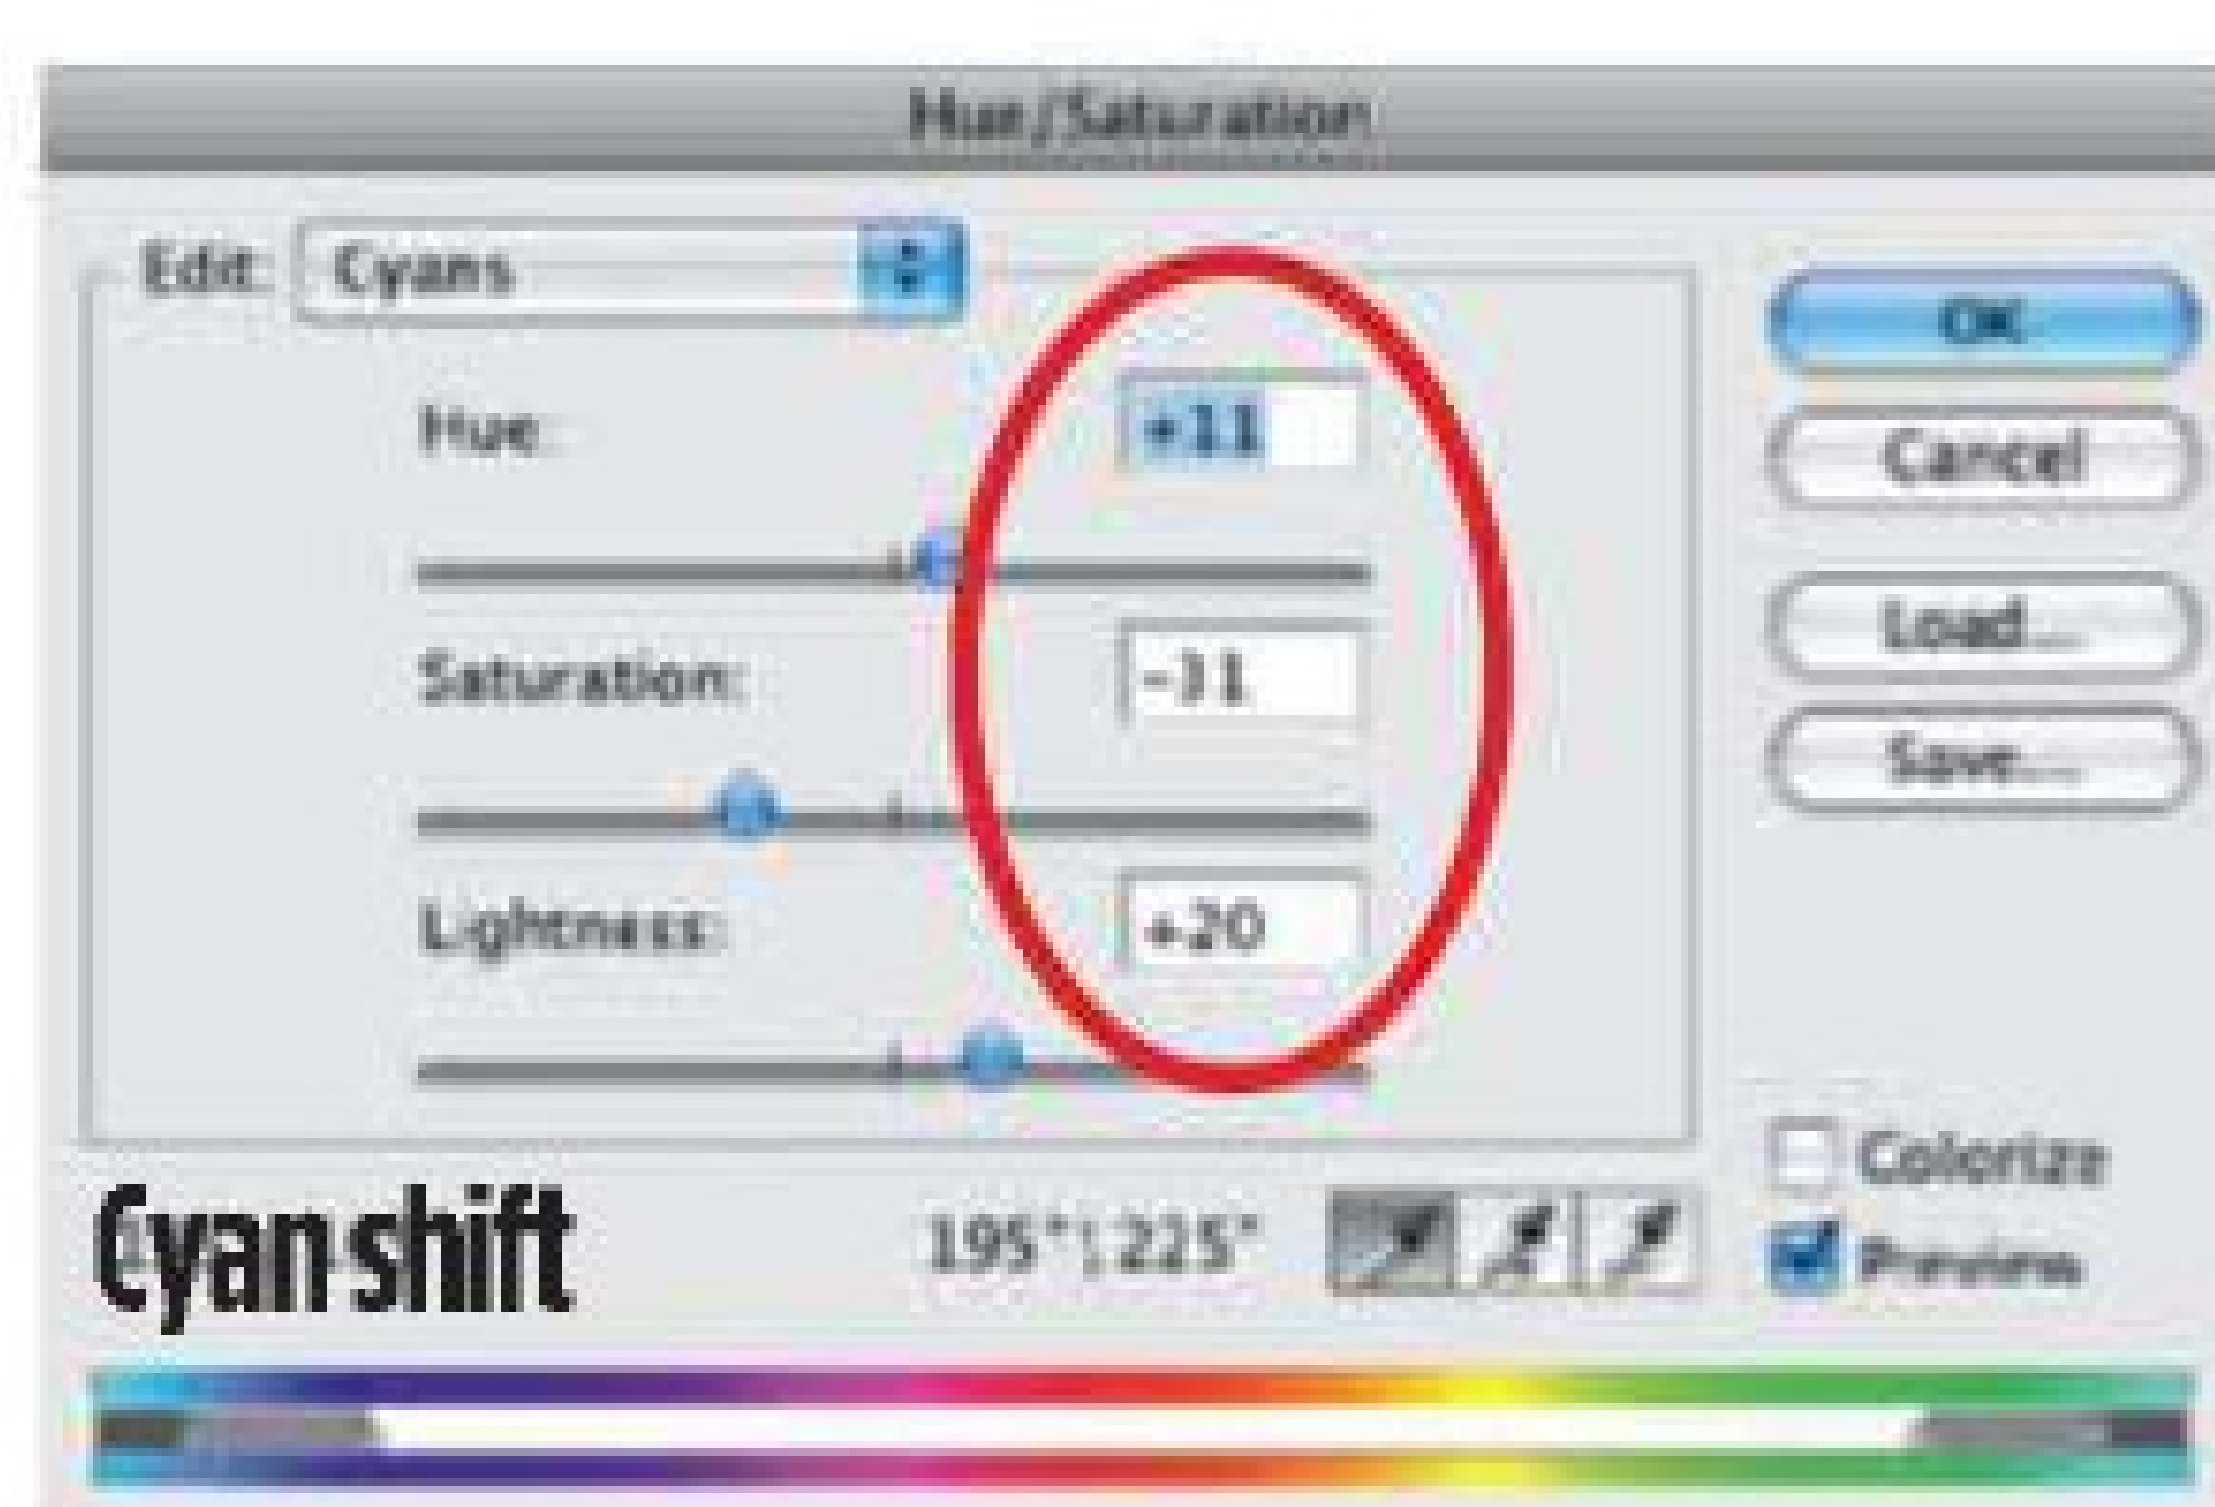 Hue/Saturation
Edit: Cyans
Hue: +11
Saturation: -31
Lightness: +20
OK
Cancel
Load...
Save...
Colorize
Preview
Cyan shift
195°\225°